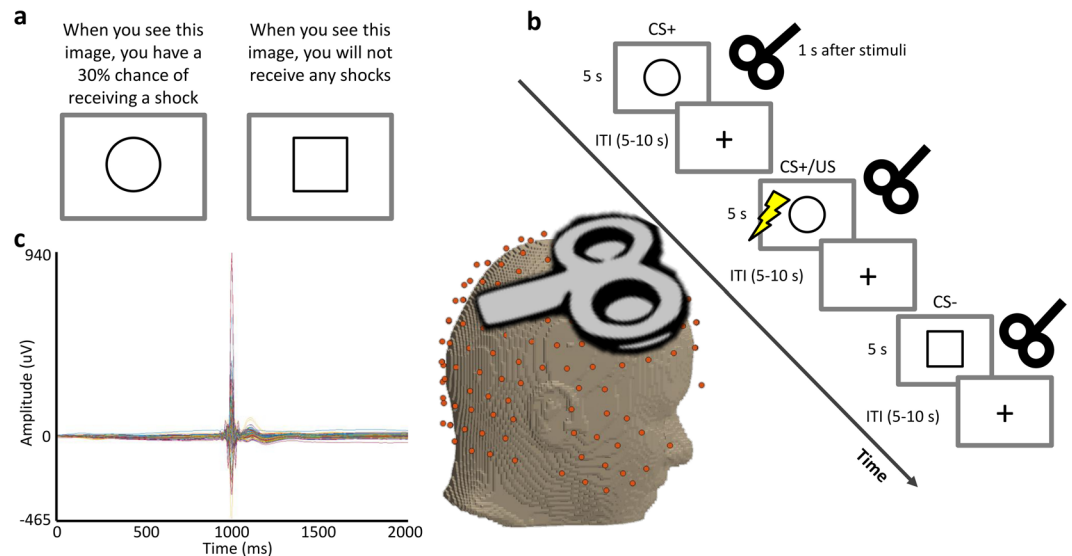 a
When you see this
image, you have a
30% chance of
receiving a shock
When you see this
image, you will not
receive any shocks
b
CS+
5 s
1 s after stimuli
ITI (5-10 s)
+
CS+/US
5 s
ITI (5-10 s)
+
CS-
5 s
ITI (5-10 s)
+
Time
c
940
0
-465
Amplitude (uV)
0
500
1000
1500
2000
Time (ms)